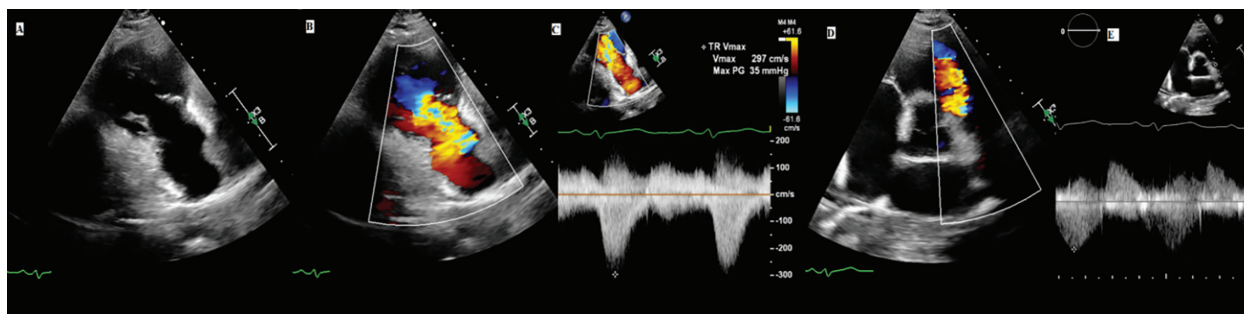 A
B
C
M4 M4
+61.6
TR Vmax
Vmax 297 cm/s
Max PG 35 mmHg
-61.6
cm/s
200
100
cm/s
-100
-200
-300
D
0
E